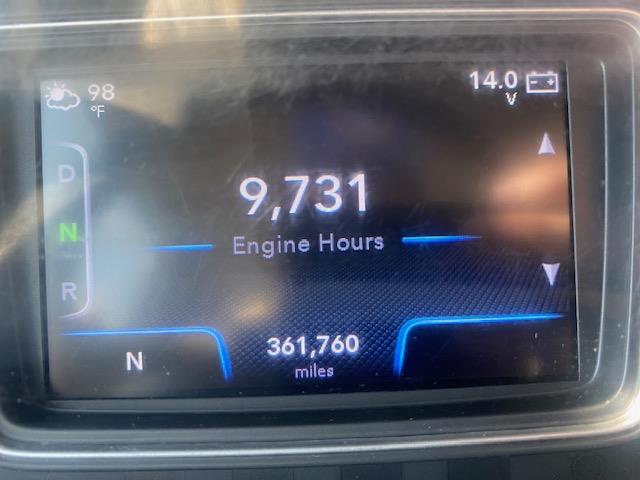 98
°F
14.0
V
D
N
R
9,731
Engine Hours
N
361,760
miles